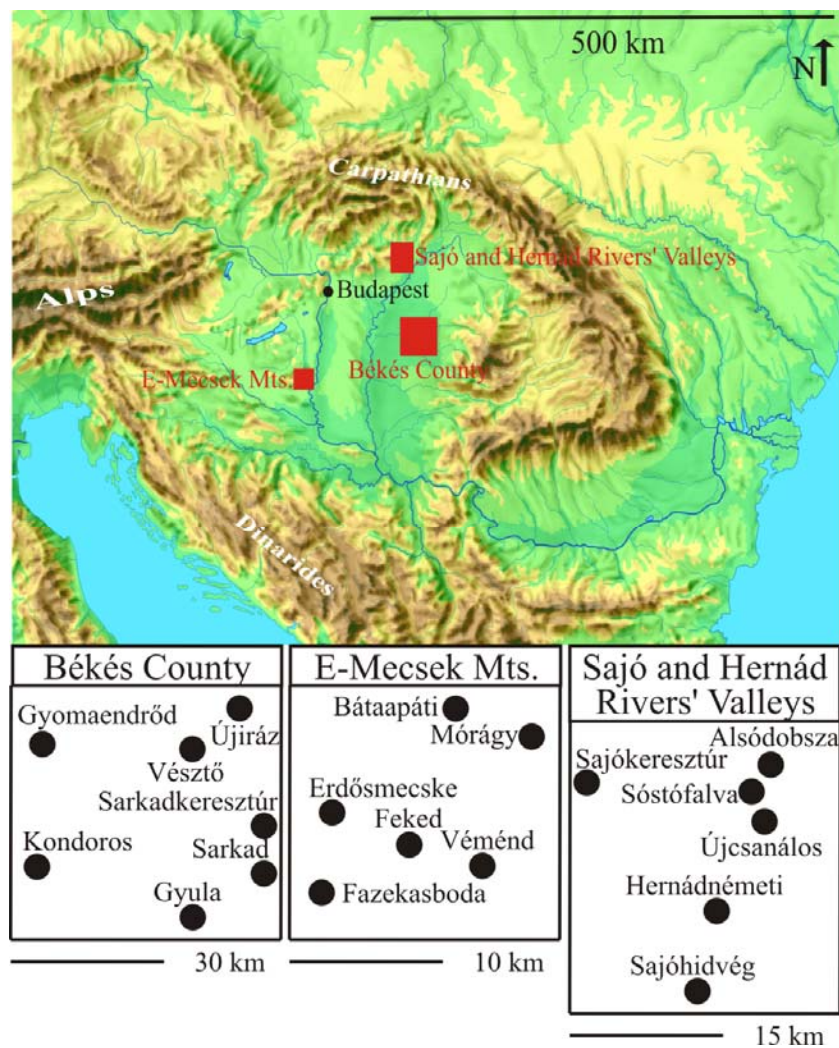 500 km
N
Carpathians
Sajó and Hernád Rivers' Valleys
Alps
Budapest
Békés County
E-Mecsek Mts.
Dinarides
Békés County
Gyomaendrőd
Újiráz
Vésztő
Sarkadkeresztúr
Kondoros
Sarkad
Gyula
30 km
E-Mecsek Mts.
Bátaapáti
Mórágy
Erdősmecske
Feked
Véménd
Fazekasboda
10 km
Sajó and Hernád
Rivers' Valleys
Alsódobsza
Sajókeresztúr
Sóstófalva
Újcsanálos
Hernádnémeti
Sajóhidvég
15 km